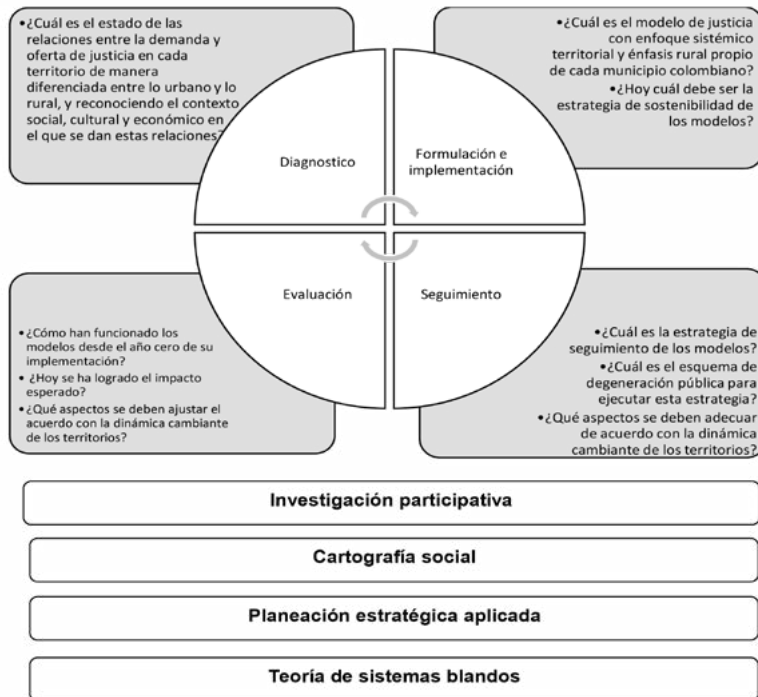 •¿Cuál es el estado de las
relaciones entre la demanda y
oferta de justicia en cada
territorio de manera
diferenciada entre lo urbano y lo
rural, y reconociendo el contexto
social, cultural y económico en
el que se dan estas relaciones?
•¿Cuál es el modelo de justicia
con enfoque sistémico
territorial y énfasis rural propio
de cada municipio colombiano?
•¿Hoy cuál debe ser la
estrategia de sostenibilidad de
los modelos?
Diagnostico
Formulación e
implementación
Evaluación
Seguimiento
•¿Cómo han funcionado los
modelos desde el año cero de su
implementación?
• ¿Hoy se ha logrado el impacto
esperado?
•¿Qué aspectos se deben ajustar el
acuerdo con la dinámica cambiante
de los territorios?
•¿Cuál es la estrategia de
seguimiento de los modelos?
•¿Cuál es el esquema de
degeneración pública para
ejecutar esta estrategia?
•¿Qué aspectos se deben adecuar
de acuerdo con la dinámica
cambiante de los territorios?
Investigación participativa
Cartografía social
Planeación estratégica aplicada
Teoría de sistemas blandos